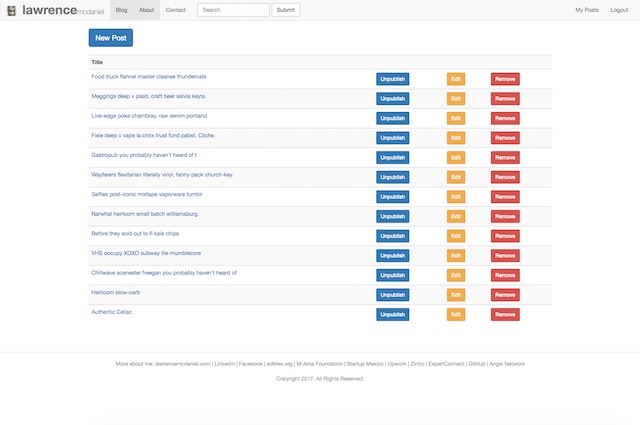 lawrencemcdaniel Blog About Contact Search Submit My Posts Logout
New Post
Title
Food truck flannel master cleanse thundercats Unpublish Edit Remove
Meggings deep v plaid, craft beer salvia keyta Unpublish Edit Remove
Live-edge poke chambray, raw denim portland Unpublish Edit Remove
Fixie deep v vape la croix trust fund pabst. Cliche Unpublish Edit Remove
Gastropub you probably haven't heard of t Unpublish Edit Remove
Wayfarers flexitarian literally vinyl, fanny pack church-key Unpublish Edit Remove
Selfies post-ironic mixtape vaporware tumblr Unpublish Edit Remove
Narwhal heirloom small batch williamsburg. Unpublish Edit Remove
Before they sold out lo-fi kale chips Unpublish Edit Remove
VHS occupy XOXO subway tile mumblecore Unpublish Edit Remove
Chillwave scenester freegan you probably haven't heard of Unpublish Edit Remove
Heirloom slow-carb Unpublish Edit Remove
Authentic Celiac Unpublish Edit Remove
More about me: lawrencemcdaniel.com | LinkedIn | Facebook | edMex.org | M-Arca Foundation | Startup Mexico | Upwork | Zintro | ExpertConnect | GitHub | Angel Network
Copyright 2017. All Rights Reserved.